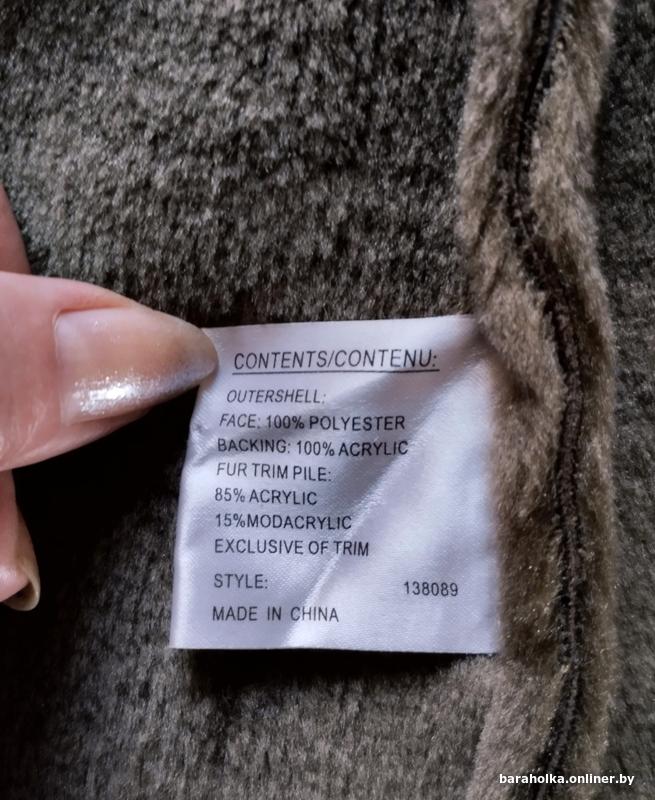 CONTENTS/CONTENU:
OUTERSHELL:
FACE: 100% POLYESTER
BACKING: 100% ACRYLIC
FUR TRIM PILE:
85% ACRYLIC
15%MODACRYLIC
EXCLUSIVE OF TRIM
STYLE: 138089
MADE IN CHINA
baraholka.onliner.by